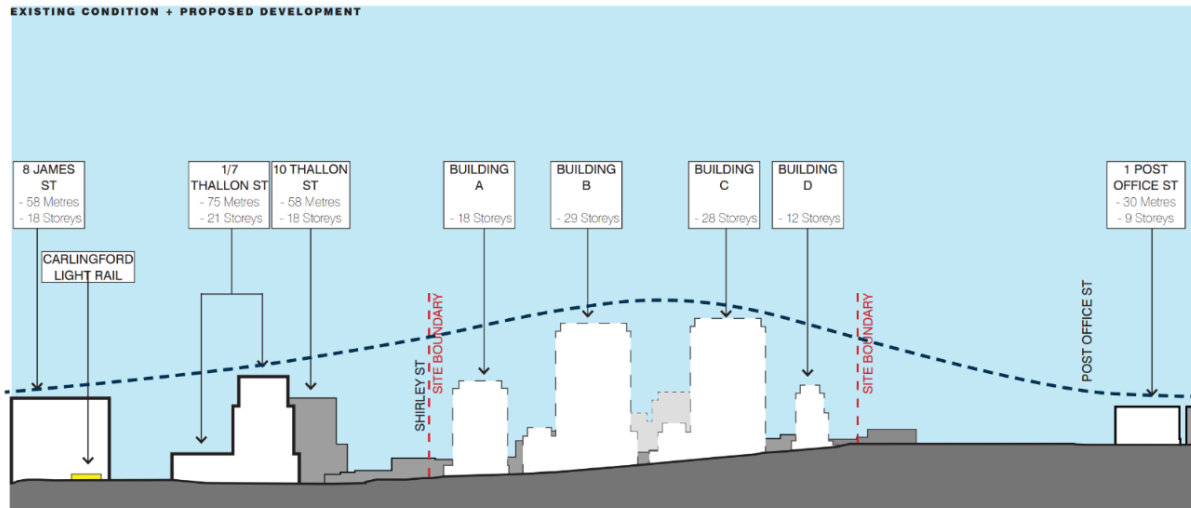 EXISTING CONDITION + PROPOSED DEVELOPMENT
8 JAMES
ST
- 58 Metres
- 18 Storeys
CARLINGFORD
LIGHT RAIL
1/7
THALLON ST
- 75 Metres
- 21 Storeys
10 THALLON
ST
- 58 Metres
- 18 Storeys
BUILDING
A
- 18 Storeys
BUILDING
B
- 29 Storeys
BUILDING
C
- 28 Storeys
BUILDING
D
- 12 Storeys
1 POST
OFFICE ST
- 30 Metres
- 9 Storeys
SHIRLEY ST
SITE BOUNDARY
SITE BOUNDARY
POST OFFICE ST